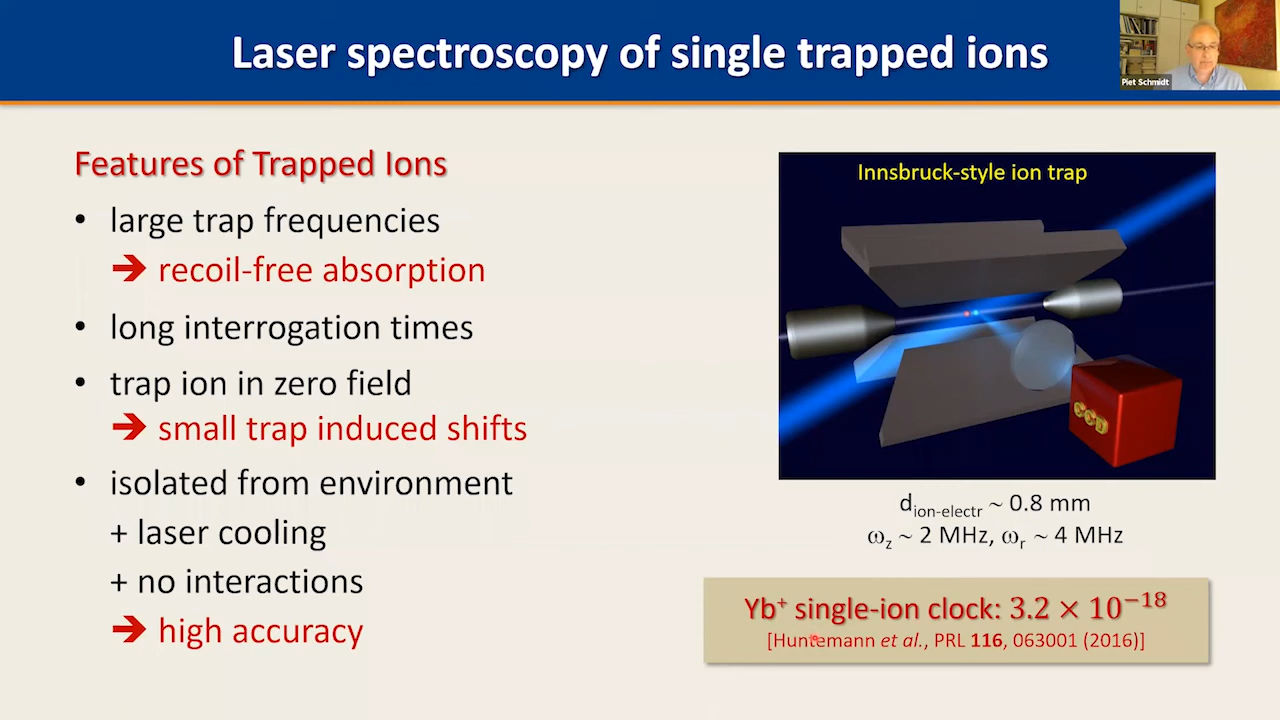 Laser spectroscopy of single trapped ions
Piet Schmidt
Features of Trapped Ions
• large trap frequencies
➔ recoil-free absorption
• long interrogation times
• trap ion in zero field
➔ small trap induced shifts
• isolated from environment
+ laser cooling
+ no interactions
➔ high accuracy
Innsbruck-style ion trap
CCD
d_ion-electr ~ 0.8 mm
ω_z ~ 2 MHz, ω_r ~ 4 MHz
Yb⁺ single-ion clock: 3.2 × 10⁻¹⁸
[Huntemann et al., PRL 116, 063001 (2016)]